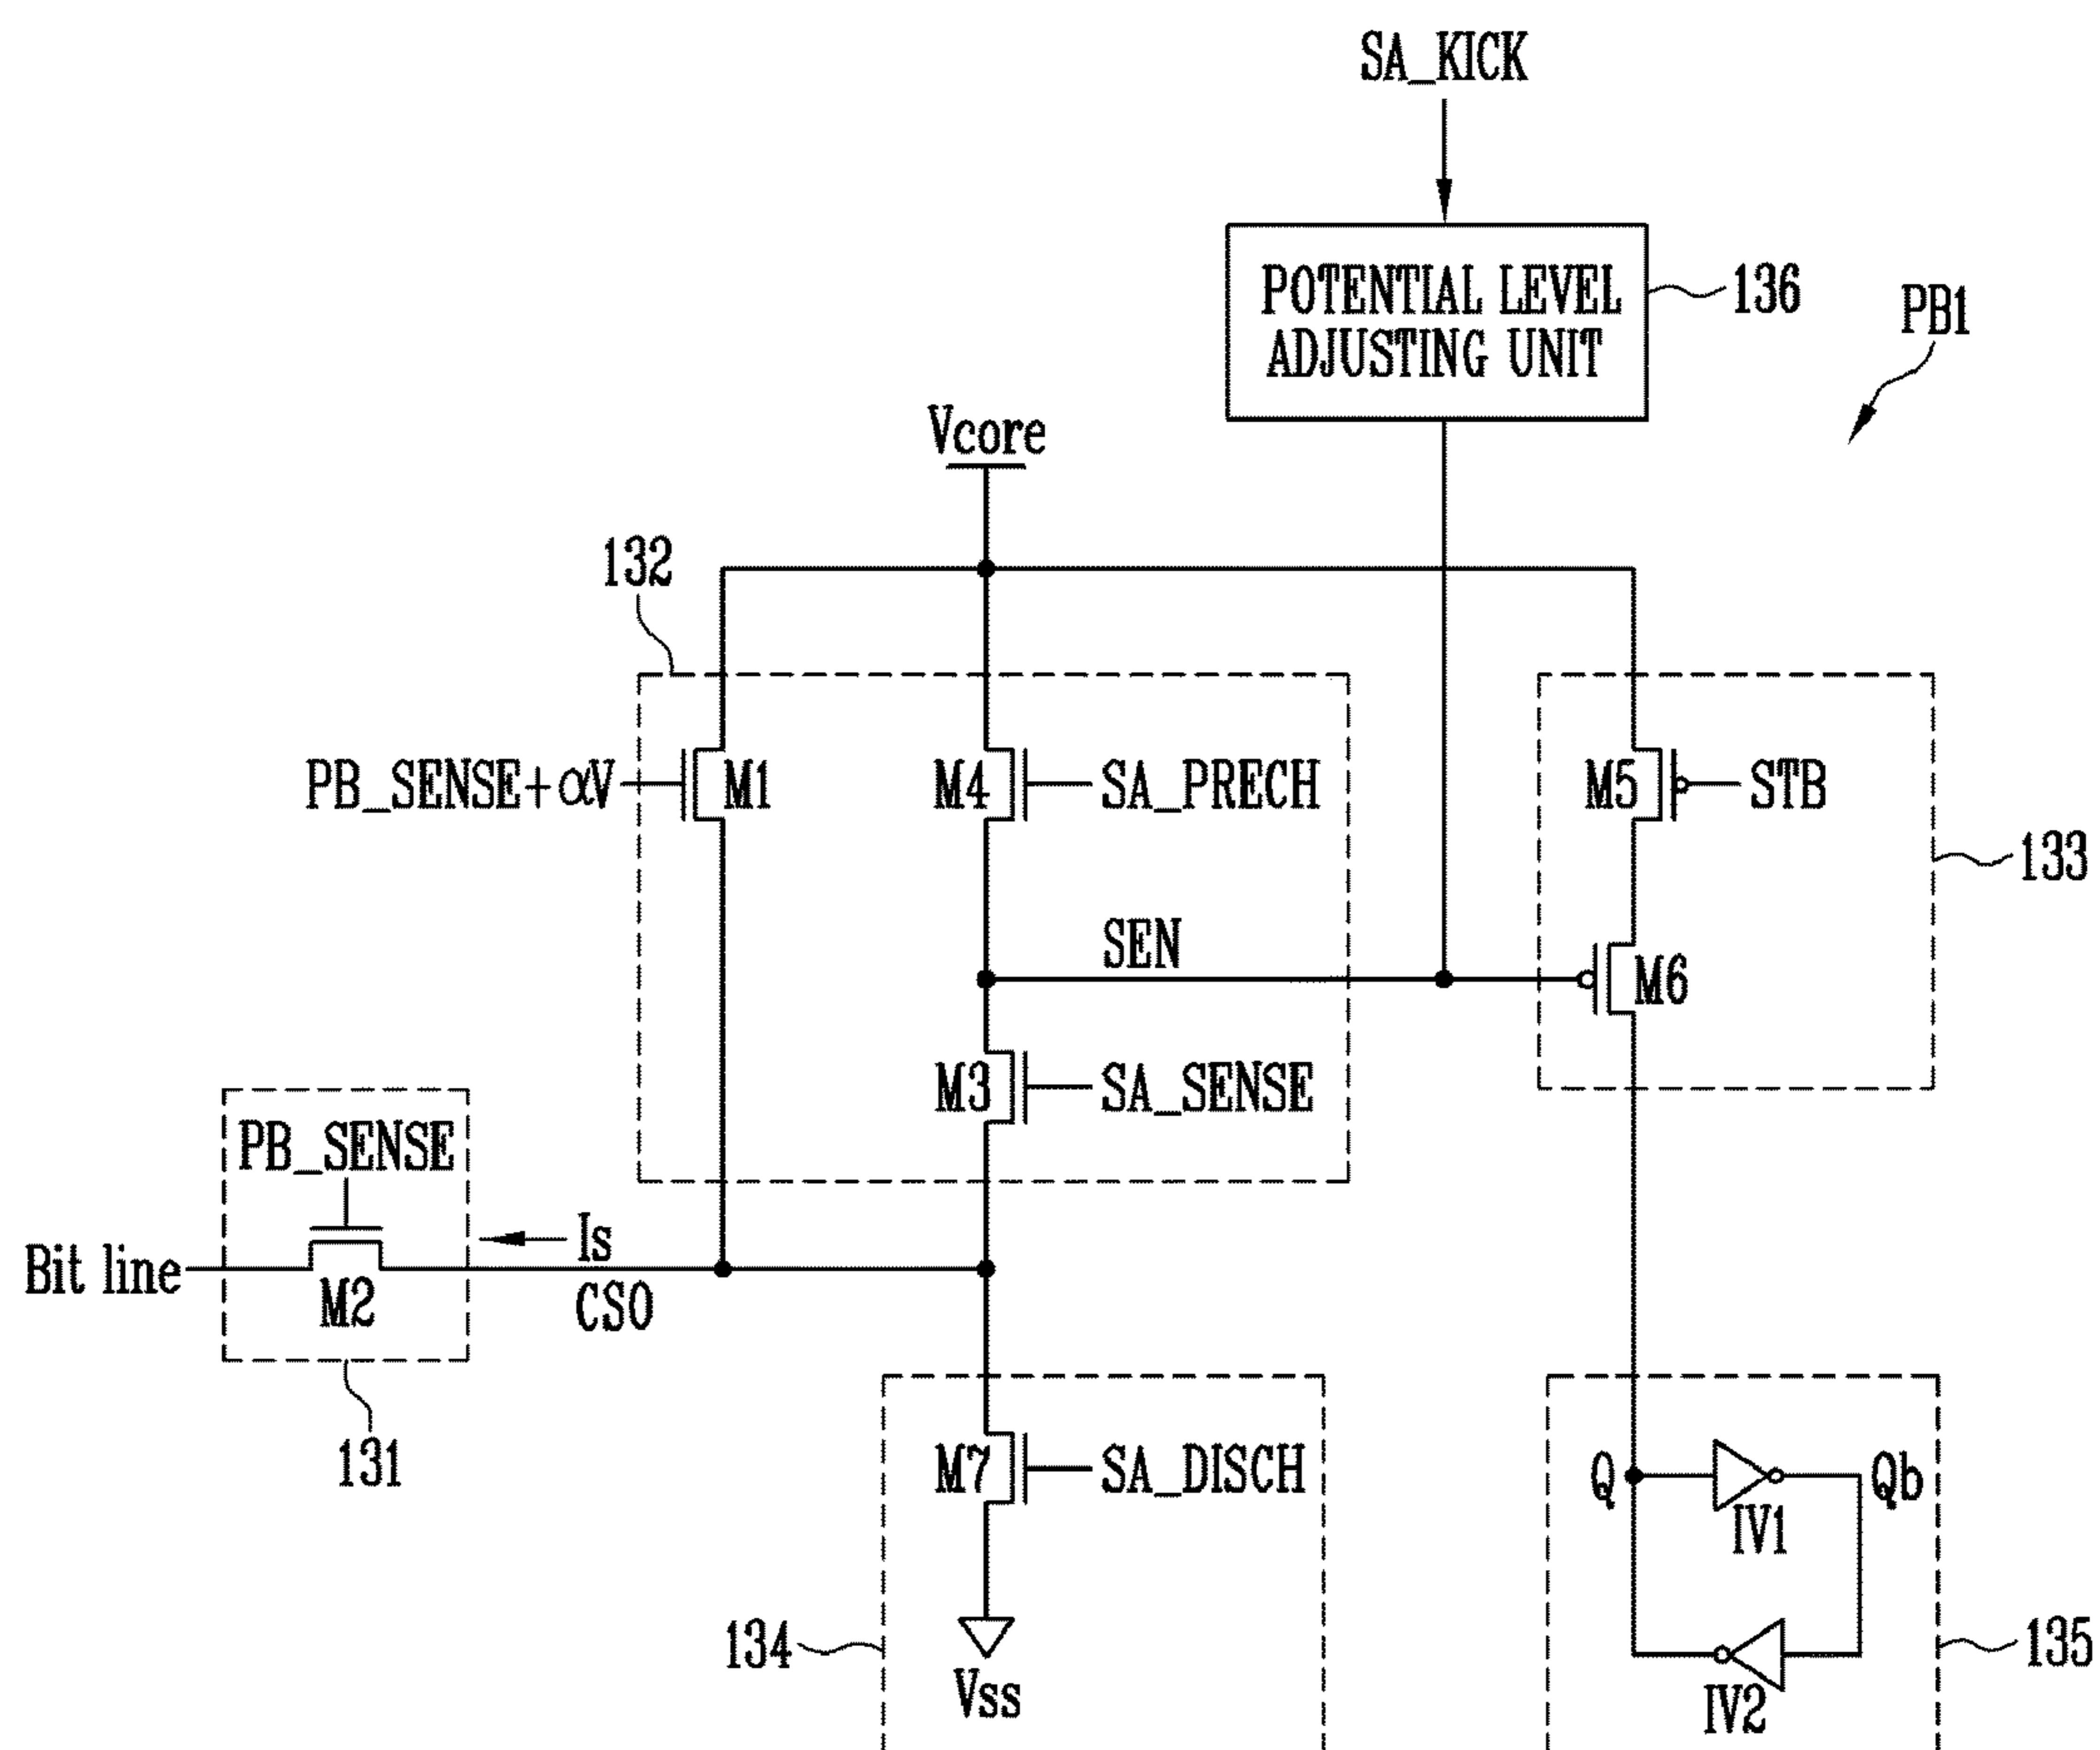 SA_KICK
POTENTIAL LEVEL
ADJUSTING UNIT
136
PB1
Vcore
132
PB_SENSE+αV
M1
M4
SA_PRECH
M5
STB
133
SEN
M6
M3
SA_SENSE
PB_SENSE
Is
Bit line
M2
CSO
131
M7
SA_DISCH
Q
Qb
IV1
134
Vss
IV2
135